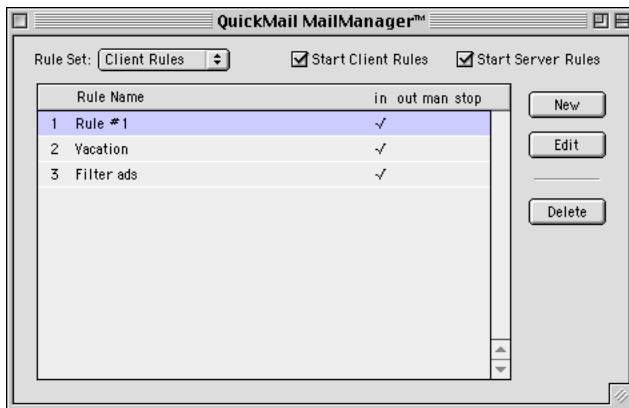 QuickMail MailManager™
Rule Set: Client Rules Start Client Rules Start Server Rules
Rule Name in out man stop
1 Rule #1
2 Vacation
3 Filter ads
New
Edit
Delete